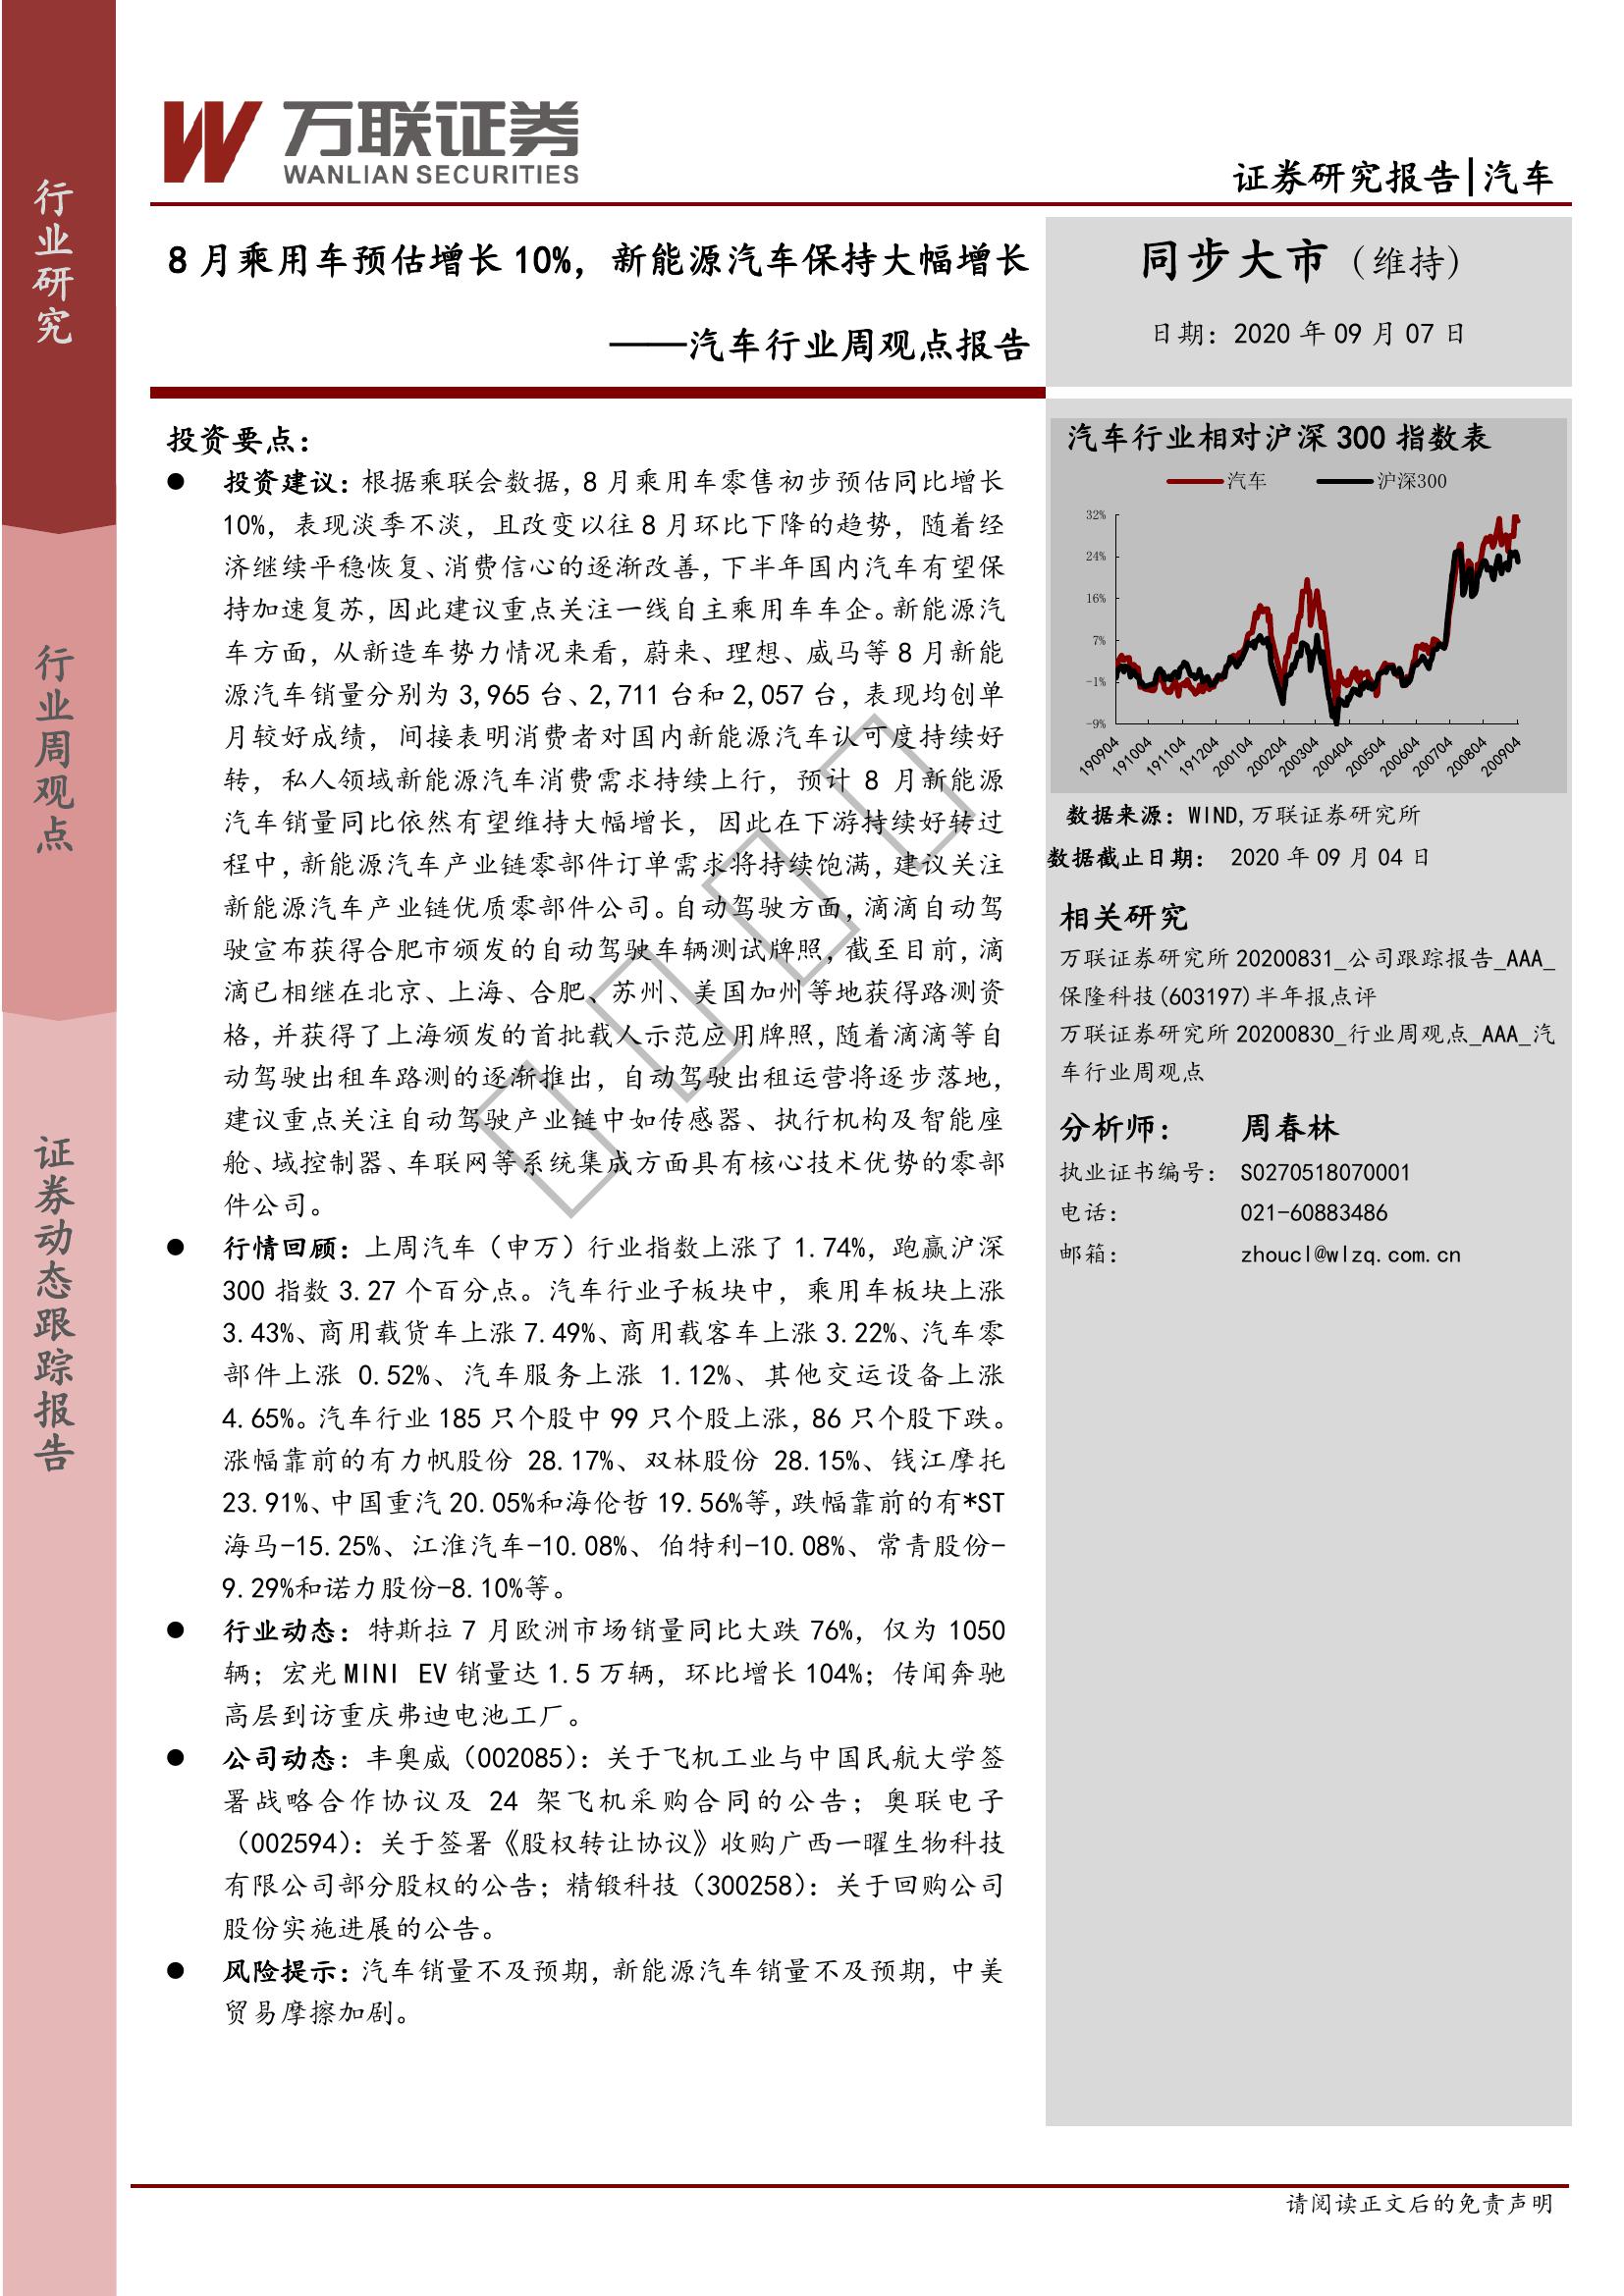 行业研究
行业周观点
证券动态跟踪报告
万联证券
WANLIAN SECURITIES
证券研究报告|汽车
8 月乘用车预估增长 10%，新能源汽车保持大幅增长
——汽车行业周观点报告
同步大市（维持）
日期：2020 年 09 月 07 日
投资要点：
● 投资建议：根据乘联会数据，8 月乘用车零售初步预估同比增长
10%，表现淡季不淡，且改变以往 8 月环比下降的趋势，随着经
济继续平稳恢复、消费信心的逐渐改善，下半年国内汽车有望保
持加速复苏，因此建议重点关注一线自主乘用车车企。新能源汽
车方面，从新造车势力情况来看，蔚来、理想、威马等 8 月新能
源汽车销量分别为 3,965 台、2,711 台和 2,057 台，表现均创单
月较好成绩，间接表明消费者对国内新能源汽车认可度持续好
转，私人领域新能源汽车消费需求持续上行，预计 8 月新能源
汽车销量同比依然有望维持大幅增长，因此在下游持续好转过
程中，新能源汽车产业链零部件订单需求将持续饱满，建议关注
新能源汽车产业链优质零部件公司。自动驾驶方面，滴滴自动驾
驶宣布获得合肥市颁发的自动驾驶车辆测试牌照，截至目前，滴
滴已相继在北京、上海、合肥、苏州、美国加州等地获得路测资
格，并获得了上海颁发的首批载人示范应用牌照，随着滴滴等自
动驾驶出租车路测的逐渐推出，自动驾驶出租运营将逐步落地，
建议重点关注自动驾驶产业链中如传感器、执行机构及智能座
舱、域控制器、车联网等系统集成方面具有核心技术优势的零部
件公司。
● 行情回顾：上周汽车（申万）行业指数上涨了 1.74%，跑赢沪深
300 指数 3.27 个百分点。汽车行业子板块中，乘用车板块上涨
3.43%、商用载货车上涨 7.49%、商用载客车上涨 3.22%、汽车零
部件上涨 0.52%、汽车服务上涨 1.12%、其他交运设备上涨
4.65%。汽车行业 185 只个股中 99 只个股上涨，86 只个股下跌。
涨幅靠前的有力帆股份 28.17%、双林股份 28.15%、钱江摩托
23.91%、中国重汽 20.05%和海伦哲 19.56%等，跌幅靠前的有*ST
海马-15.25%、江淮汽车-10.08%、伯特利-10.08%、常青股份-
9.29%和诺力股份-8.10%等。
● 行业动态：特斯拉 7 月欧洲市场销量同比大跌 76%，仅为 1050
辆；宏光 MINI EV 销量达 1.5 万辆，环比增长 104%；传闻奔驰
高层到访重庆弗迪电池工厂。
● 公司动态：丰奥威（002085）：关于飞机工业与中国民航大学签
署战略合作协议及 24 架飞机采购合同的公告；奥联电子
（002594）：关于签署《股权转让协议》收购广西一曜生物科技
有限公司部分股权的公告；精锻科技（300258）：关于回购公司
股份实施进展的公告。
● 风险提示：汽车销量不及预期，新能源汽车销量不及预期，中美
贸易摩擦加剧。
汽车行业相对沪深 300 指数表
汽车 沪深300
32%
24%
16%
7%
-1%
-9%
190904 191004 191104 191204 200104 200204 200304 200404 200504 200604 200704 200804 200904
数据来源：WIND,万联证券研究所
数据截止日期： 2020 年 09 月 04 日
相关研究
万联证券研究所 20200831_公司跟踪报告_AAA_
保隆科技(603197)半年报点评
万联证券研究所 20200830_行业周观点_AAA_汽
车行业周观点
分析师： 周春林
执业证书编号： S0270518070001
电话： 021-60883486
邮箱： zhoucl@wlzq.com.cn
请阅读正文后的免责声明